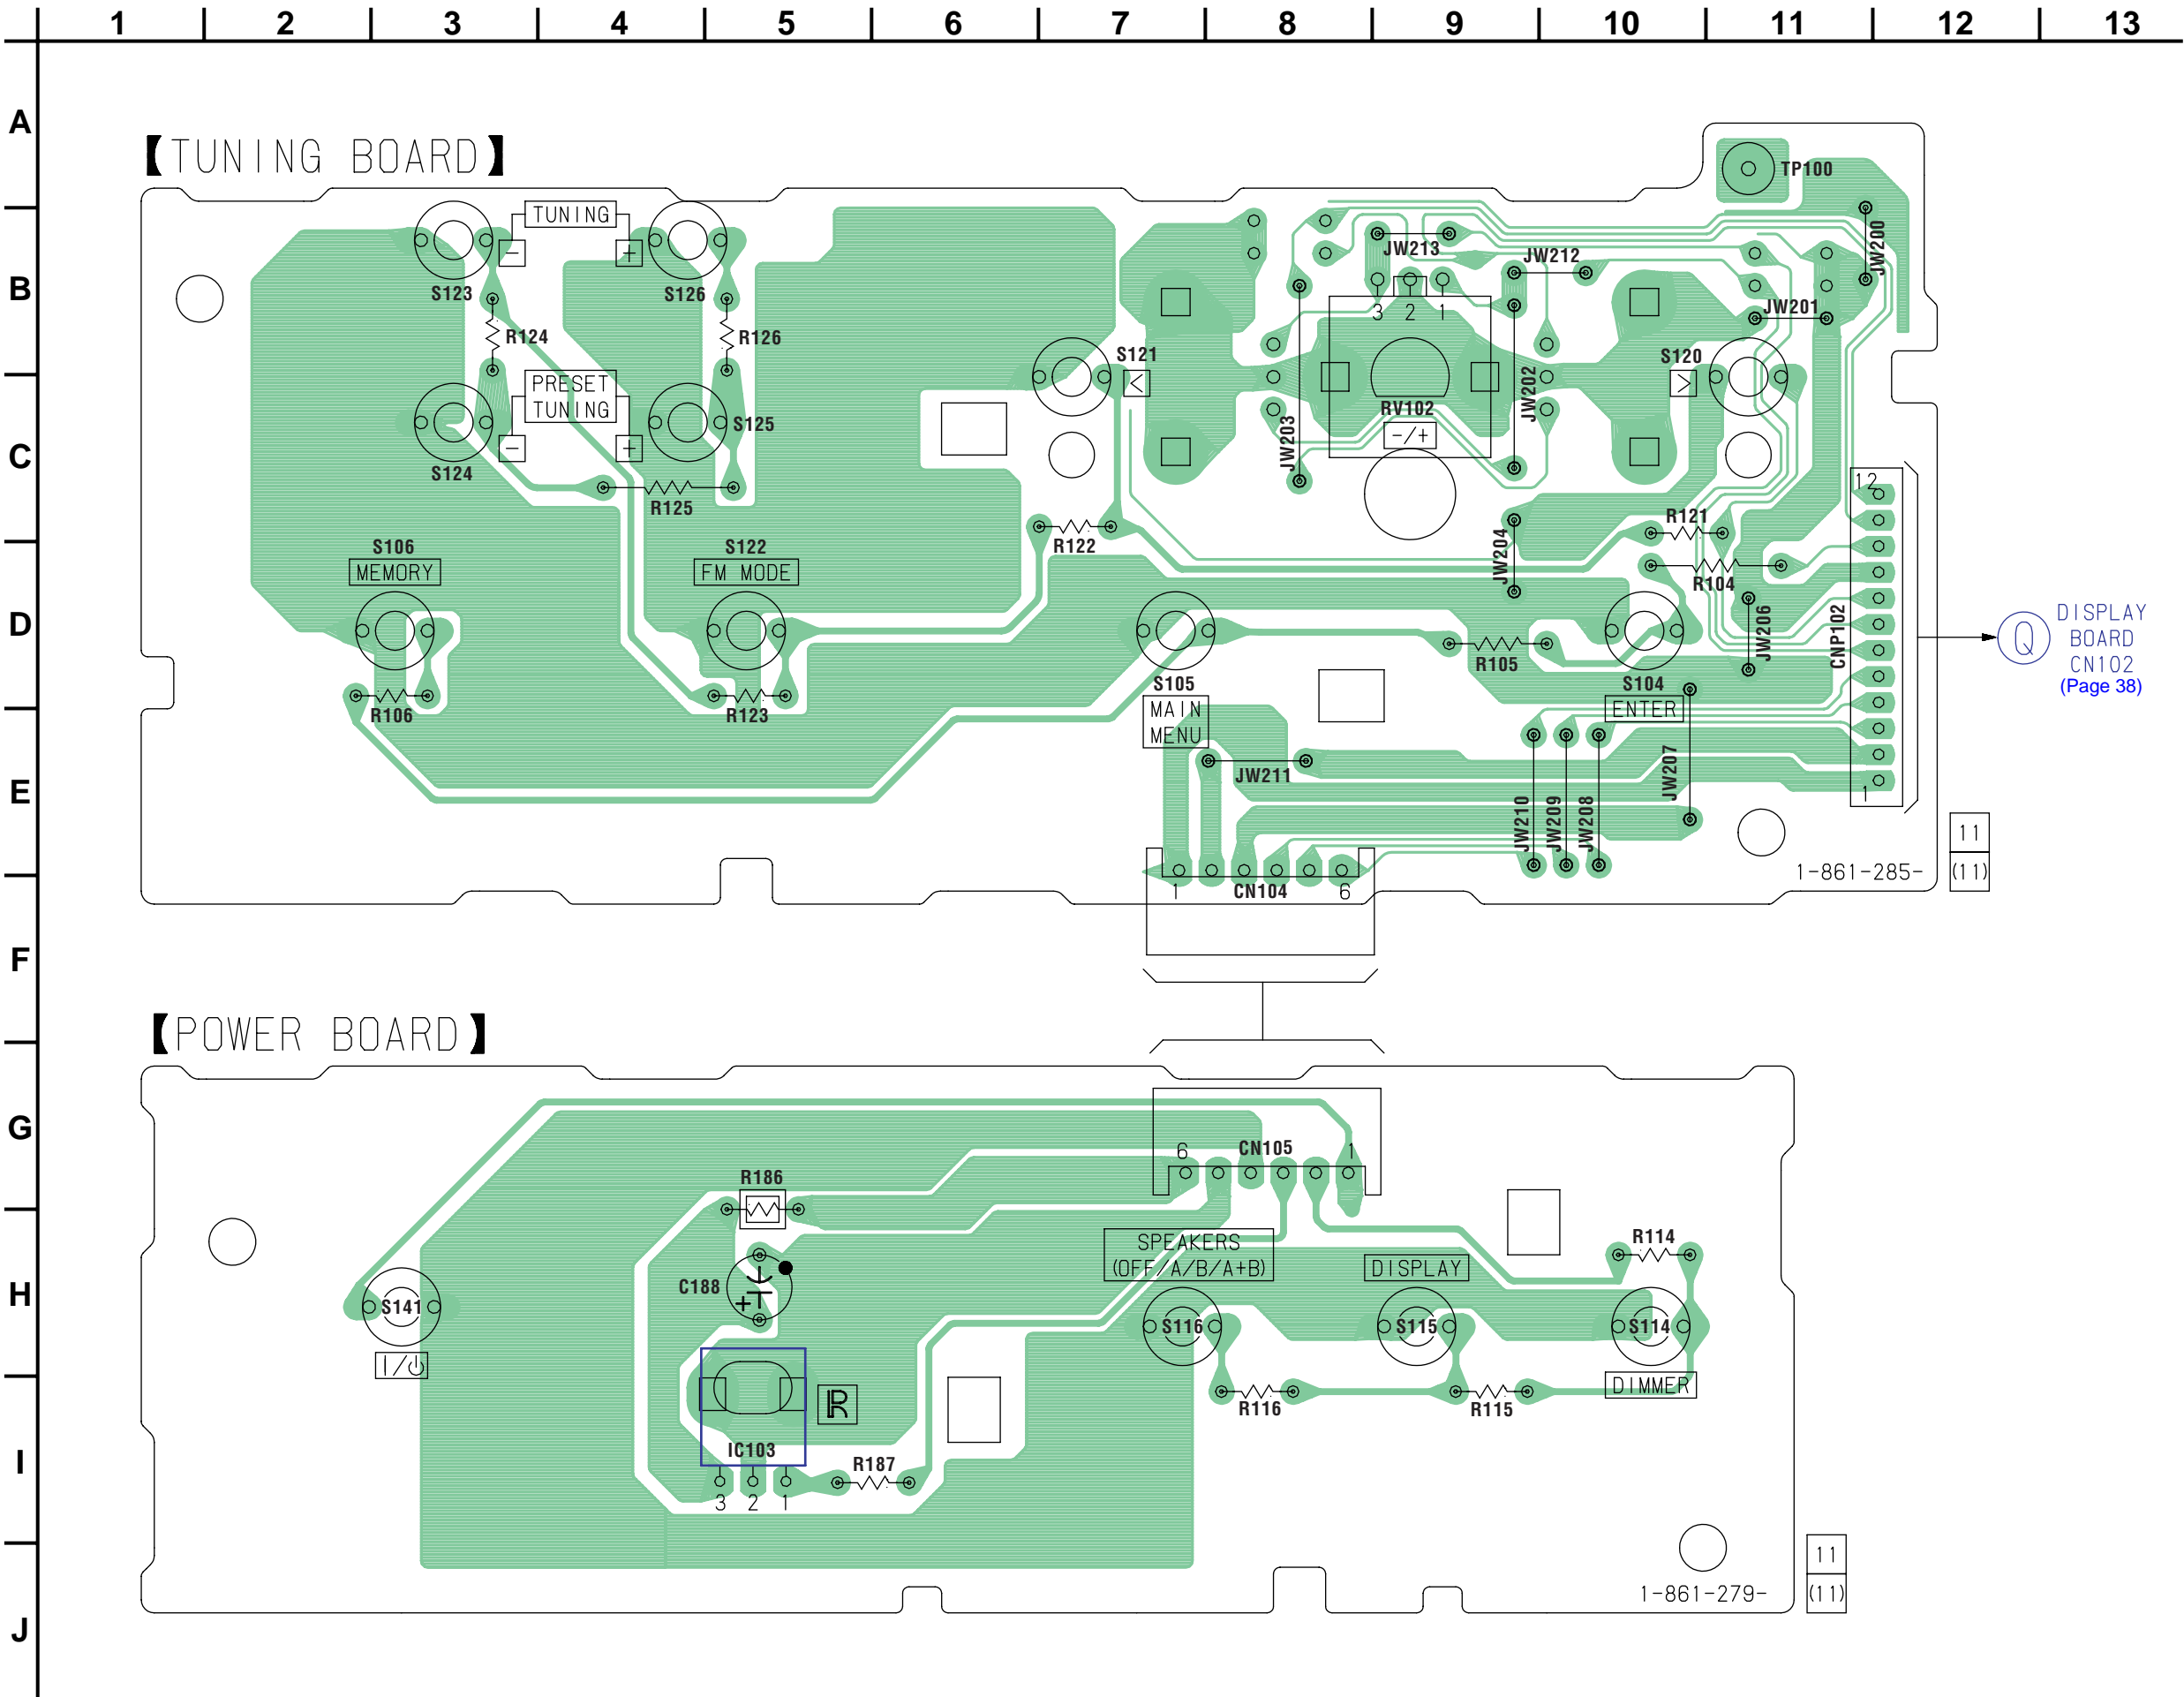 1 2 3 4 5 6 7 8 9 10 11 12 13
A
【TUNING BOARD】
TP100
TUNING
- +
JW213
JW212
JW200
B
S123
S126
3 2 1
JW201
R124
R126
S121
S120
<
>
PRESET
TUNING
- +
JW202
RV102
-/+
S125
JW203
C
S124
12
R125
R121
R122
JW204
S106
MEMORY
S122
FM MODE
R104
D
JW206
CNP102
Q
DISPLAY
BOARD
CN102
(Page 38)
R105
S105
MAIN
MENU
S104
ENTER
R106
R123
JW207
JW211
E
1
JW210
JW209
JW208
11
(11)
1-861-285-
1 CN104 6
F
【POWER BOARD】
G
6 CN105 1
R186
SPEAKERS
(OFF/A/B/A+B)
DISPLAY
R114
H
C188
+
S141
S116
S115
S114
I/⏻
DIMMER
R
R116
R115
I
IC103
R187
3 2 1
11
(11)
1-861-279-
J